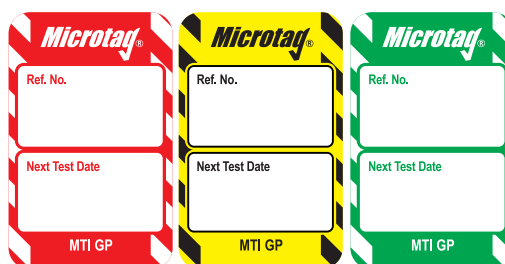 Microtag®
Ref. No.
Next Test Date
MTI GP
Microtag®
Ref. No.
Next Test Date
MTI GP
Microtag®
Ref. No.
Next Test Date
MTI GP